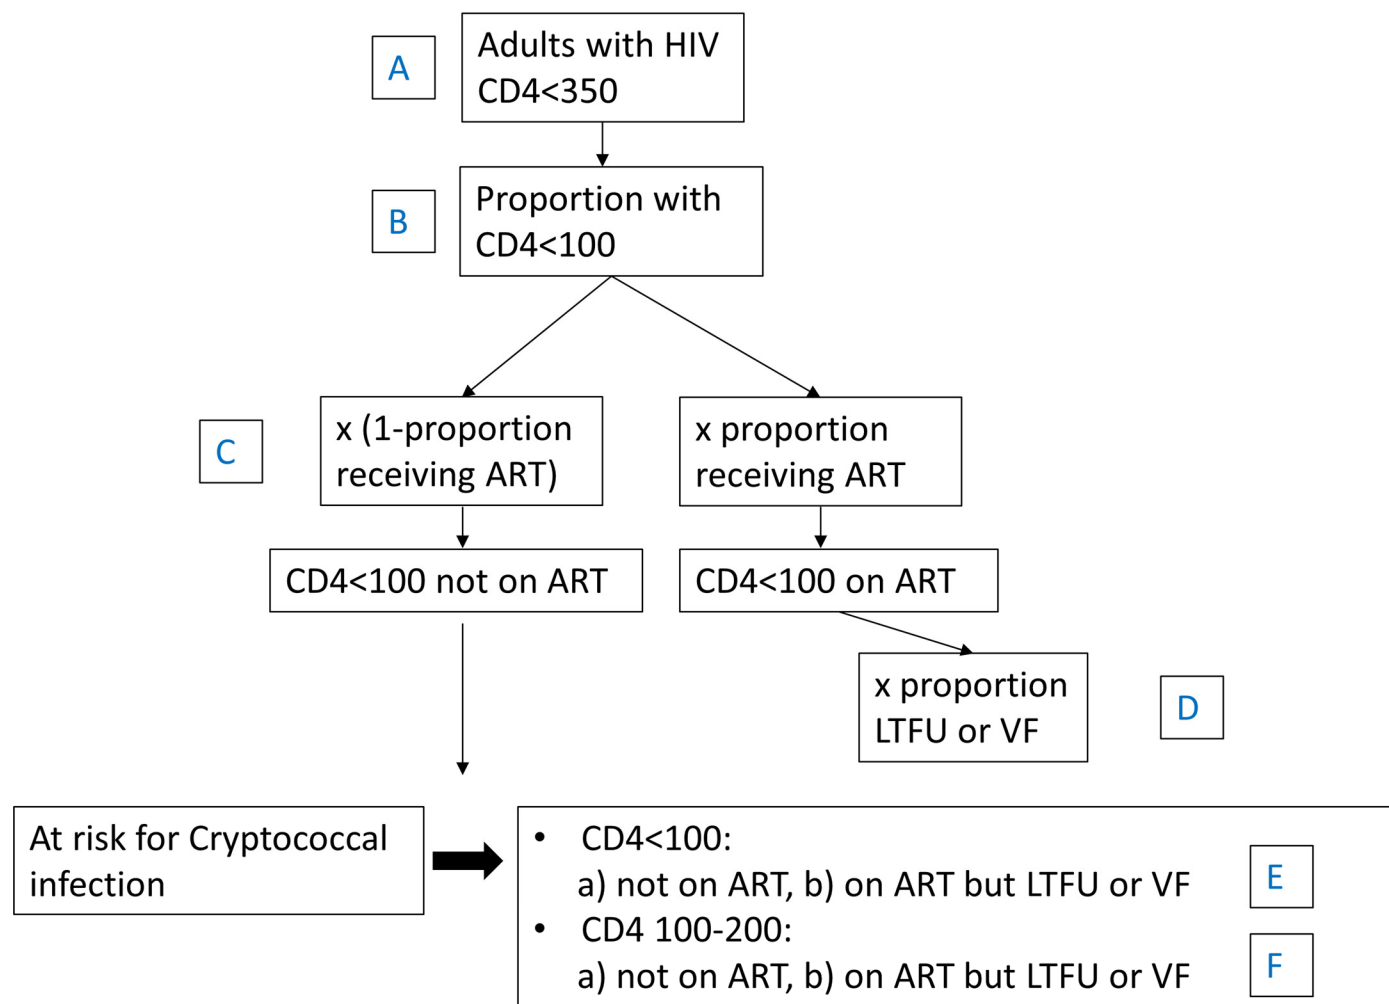 A
Adults with HIV
CD4<350
B
Proportion with
CD4<100
C
x (1-proportion
receiving ART)
x proportion
receiving ART
CD4<100 not on ART
CD4<100 on ART
x proportion
LTFU or VF
D
At risk for Cryptococcal
infection
• CD4<100:
a) not on ART, b) on ART but LTFU or VF
E
• CD4 100-200:
a) not on ART, b) on ART but LTFU or VF
F